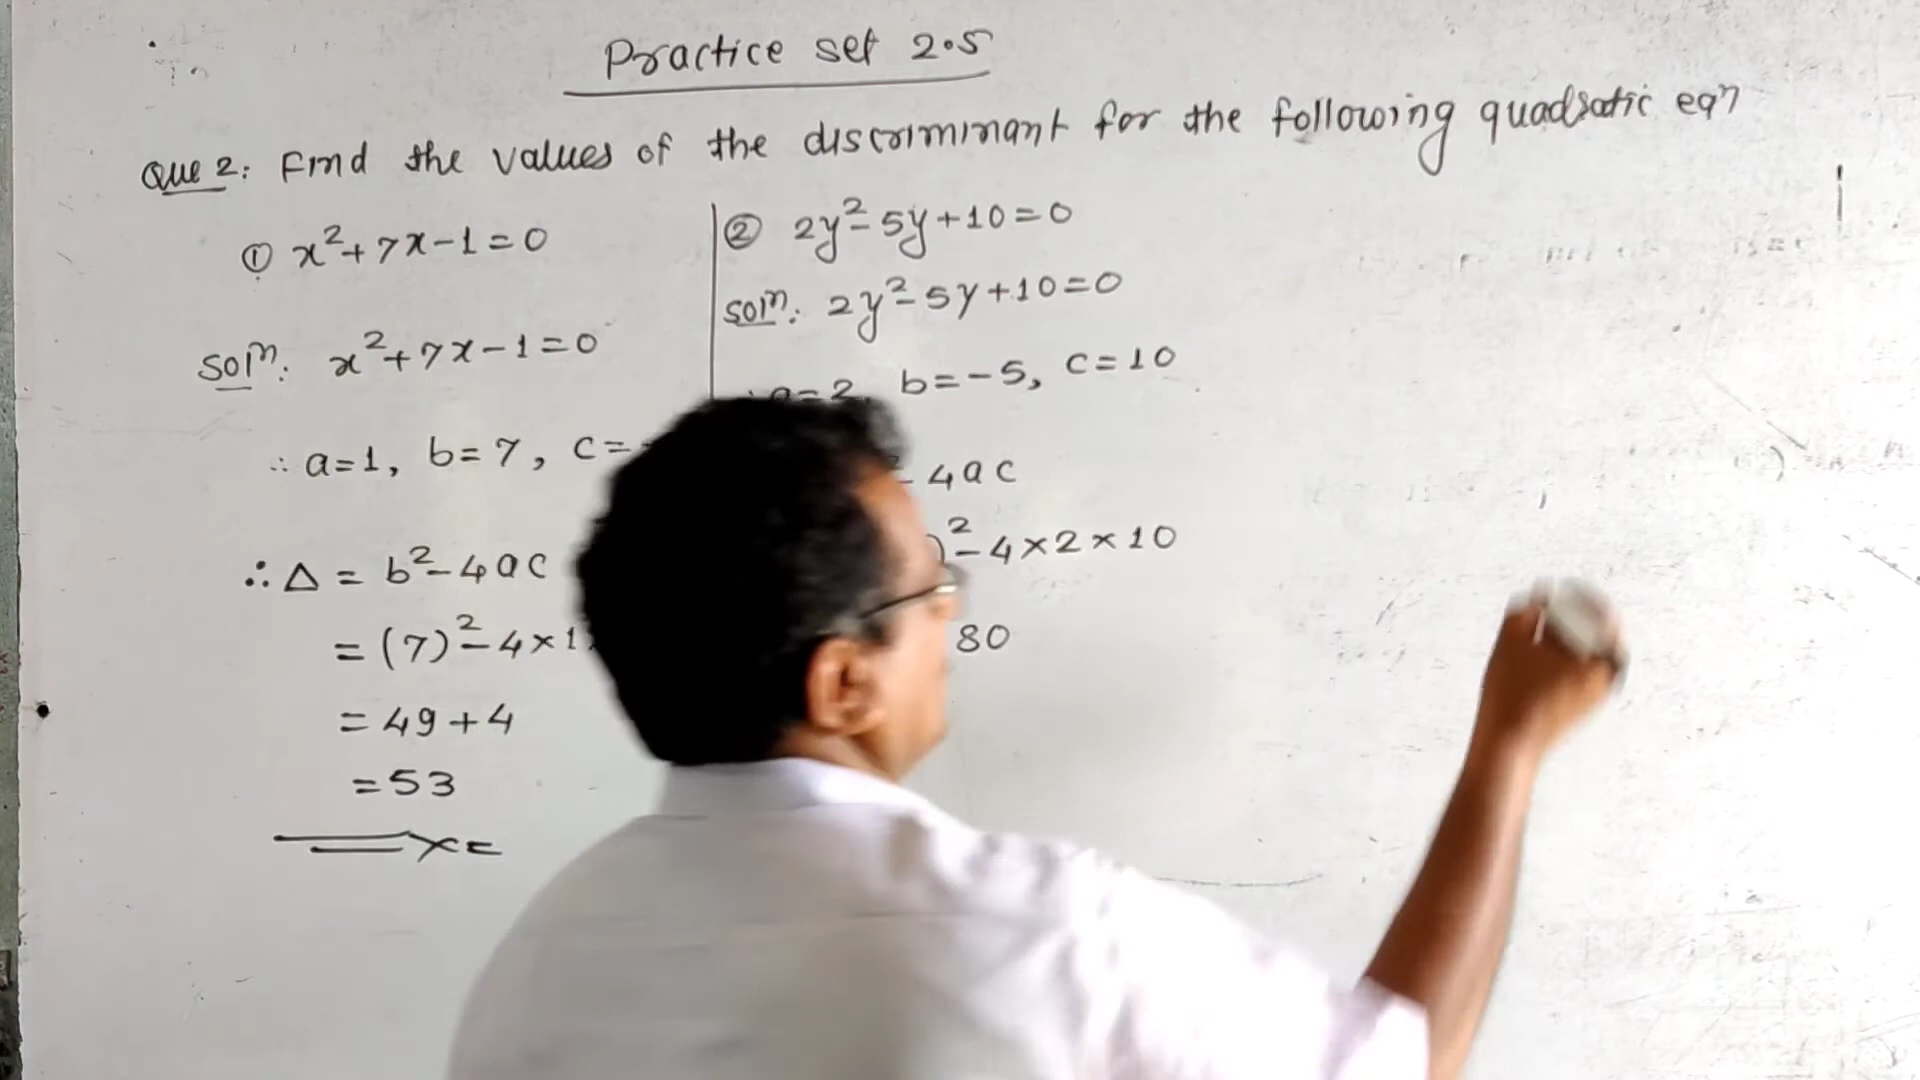 Practice set 2.5
Que 2: Find the values of the discriminant for the following quadratic eqn
① x²+7x-1=0
Soln: x²+7x-1=0
∴ a=1, b=7, c=
∴ Δ = b²-4ac
= (7)²-4×1
= 49+4
= 53
② 2y²-5y+10=0
Soln: 2y²-5y+10=0
a=2, b=-5, c=10
- 4ac
)²-4×2×10
80